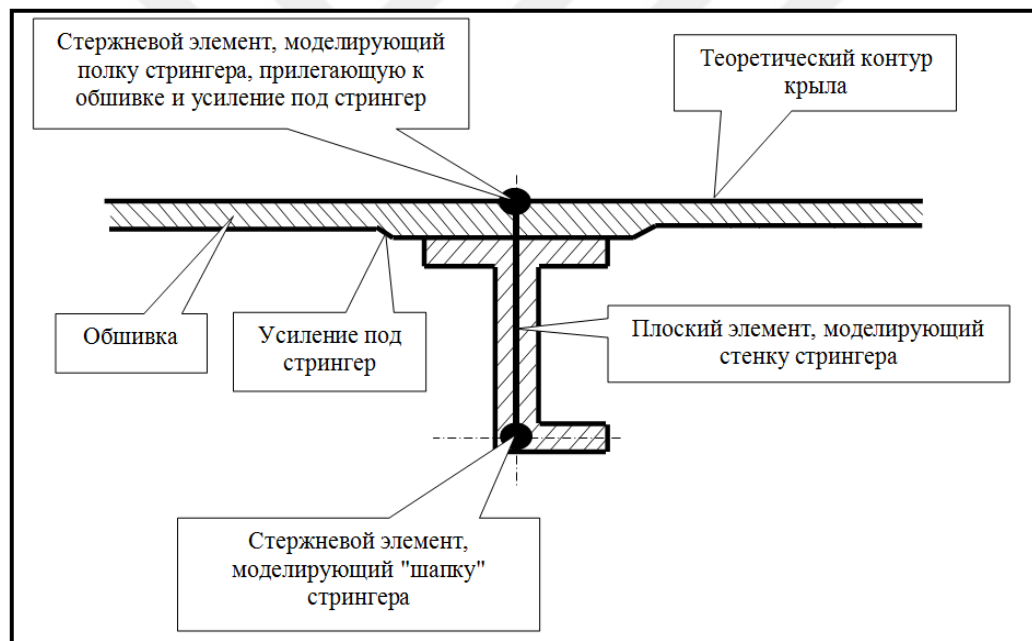 Стержневой элемент, моделирующий
полку стрингера, прилегающую к
обшивке и усиление под стрингер
Теоретический контур
крыла
Обшивка
Усиление под
стрингер
Плоский элемент, моделирующий
стенку стрингера
Стержневой элемент,
моделирующий "шапку"
стрингера